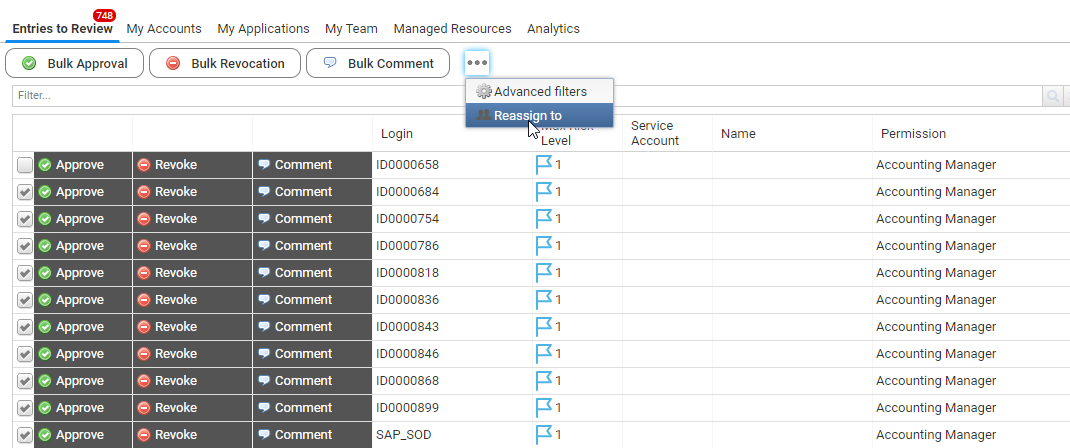 748
Entries to Review My Accounts My Applications My Team Managed Resources Analytics
Bulk Approval Bulk Revocation Bulk Comment
Advanced filters
Filter...
Reassign to
Login Max Risk Level Service Account Name Permission
Approve Revoke Comment ID0000658 1 Accounting Manager
Approve Revoke Comment ID0000684 1 Accounting Manager
Approve Revoke Comment ID0000754 1 Accounting Manager
Approve Revoke Comment ID0000786 1 Accounting Manager
Approve Revoke Comment ID0000818 1 Accounting Manager
Approve Revoke Comment ID0000836 1 Accounting Manager
Approve Revoke Comment ID0000843 1 Accounting Manager
Approve Revoke Comment ID0000846 1 Accounting Manager
Approve Revoke Comment ID0000868 1 Accounting Manager
Approve Revoke Comment ID0000899 1 Accounting Manager
Approve Revoke Comment SAP_SOD 1 Accounting Manager